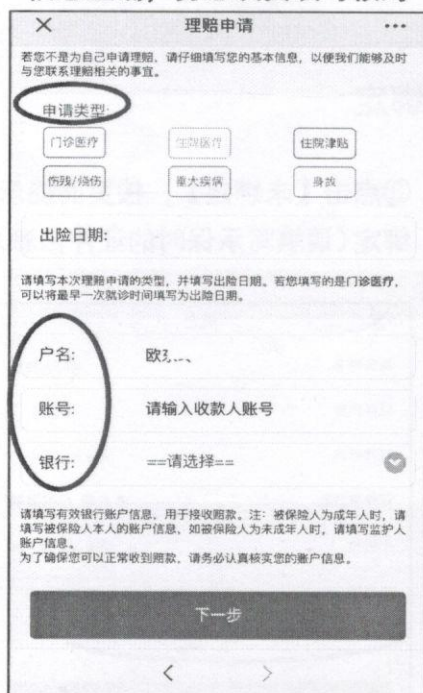 理赔申请
若您不是为自己申请理赔，请仔细填写您的基本信息，以便我们能够及时
与您联系理赔相关的事宜。
申请类型:
门诊医疗 住院医疗 住院津贴
伤残/烧伤 重大疾病 身故
出险日期:
请填写本次理赔申请的类型，并填写出险日期。若您填写的是门诊医疗，
可以将最早一次就诊时间填写为出险日期。
户名: 欧
账号: 请输入收款人账号
银行: ==请选择==
请填写有效银行账户信息，用于接收赔款。注：被保险人为成年人时，请
填写被保险人本人的账户信息，如被保险人为未成年人时，请填写监护人
账户信息。
为了确保您可以正常收到赔款，请务必认真核实您的账户信息。
下一步